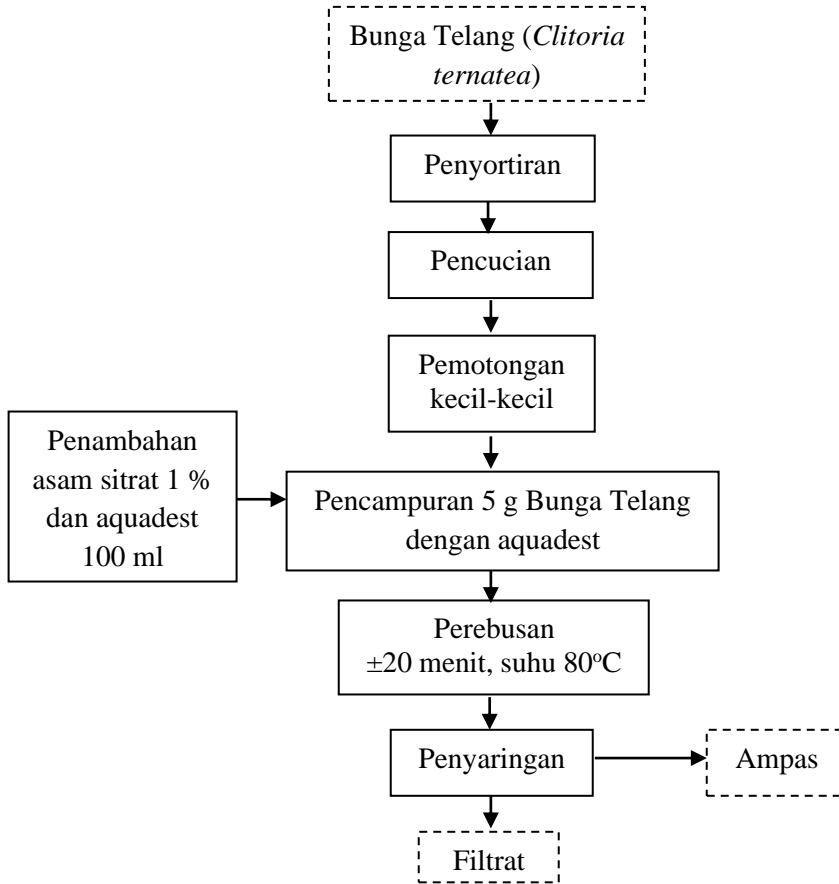 Bunga Telang (Clitoria
ternatea)
Penyortiran
Pencucian
Pemotongan
kecil-kecil
Penambahan
asam sitrat 1 %
dan aquadest
100 ml
Pencampuran 5 g Bunga Telang
dengan aquadest
Perebusan
±20 menit, suhu 80°C
Penyaringan
Ampas
Filtrat